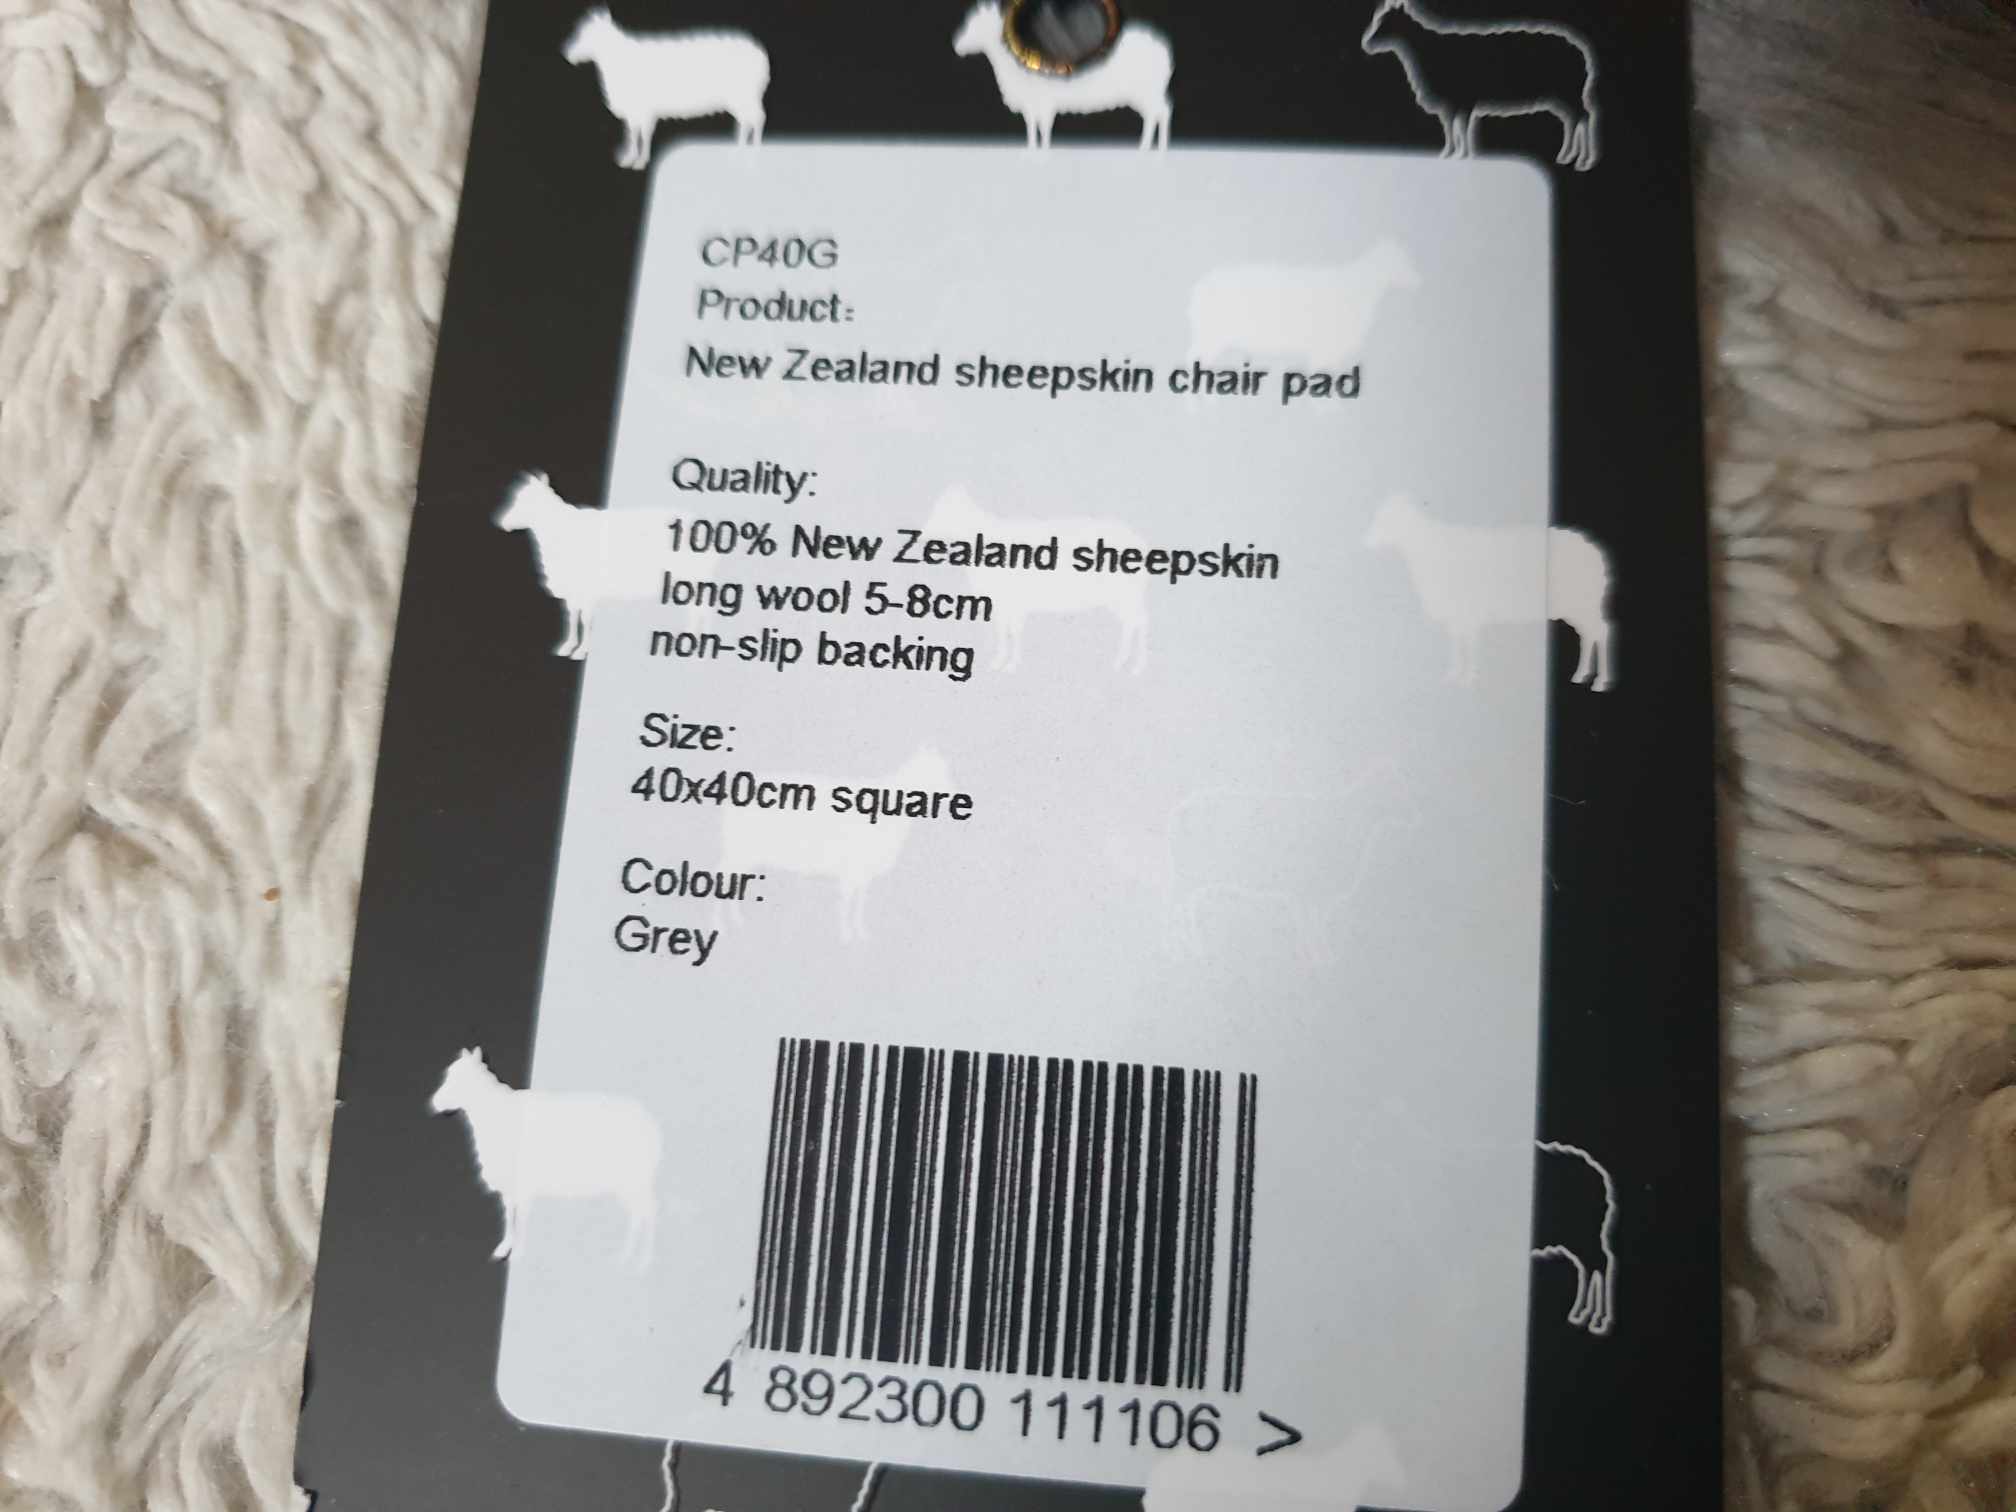 CP40G
Product:
New Zealand sheepskin chair pad
Quality:
100% New Zealand sheepskin
long wool 5-8cm
non-slip backing
Size:
40x40cm square
Colour:
Grey
4 892300 111106 >